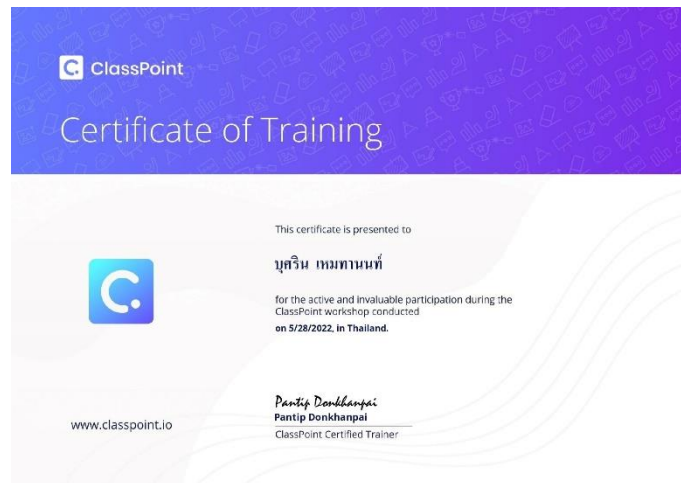 C. ClassPoint
Certificate of Training
This certificate is presented to
บุศริน เหมทานนท์
for the active and invaluable participation during the
ClassPoint workshop conducted
on 5/28/2022, in Thailand.
C.
Pantip Donkhanpai
Pantip Donkhanpai
ClassPoint Certified Trainer
www.classpoint.io